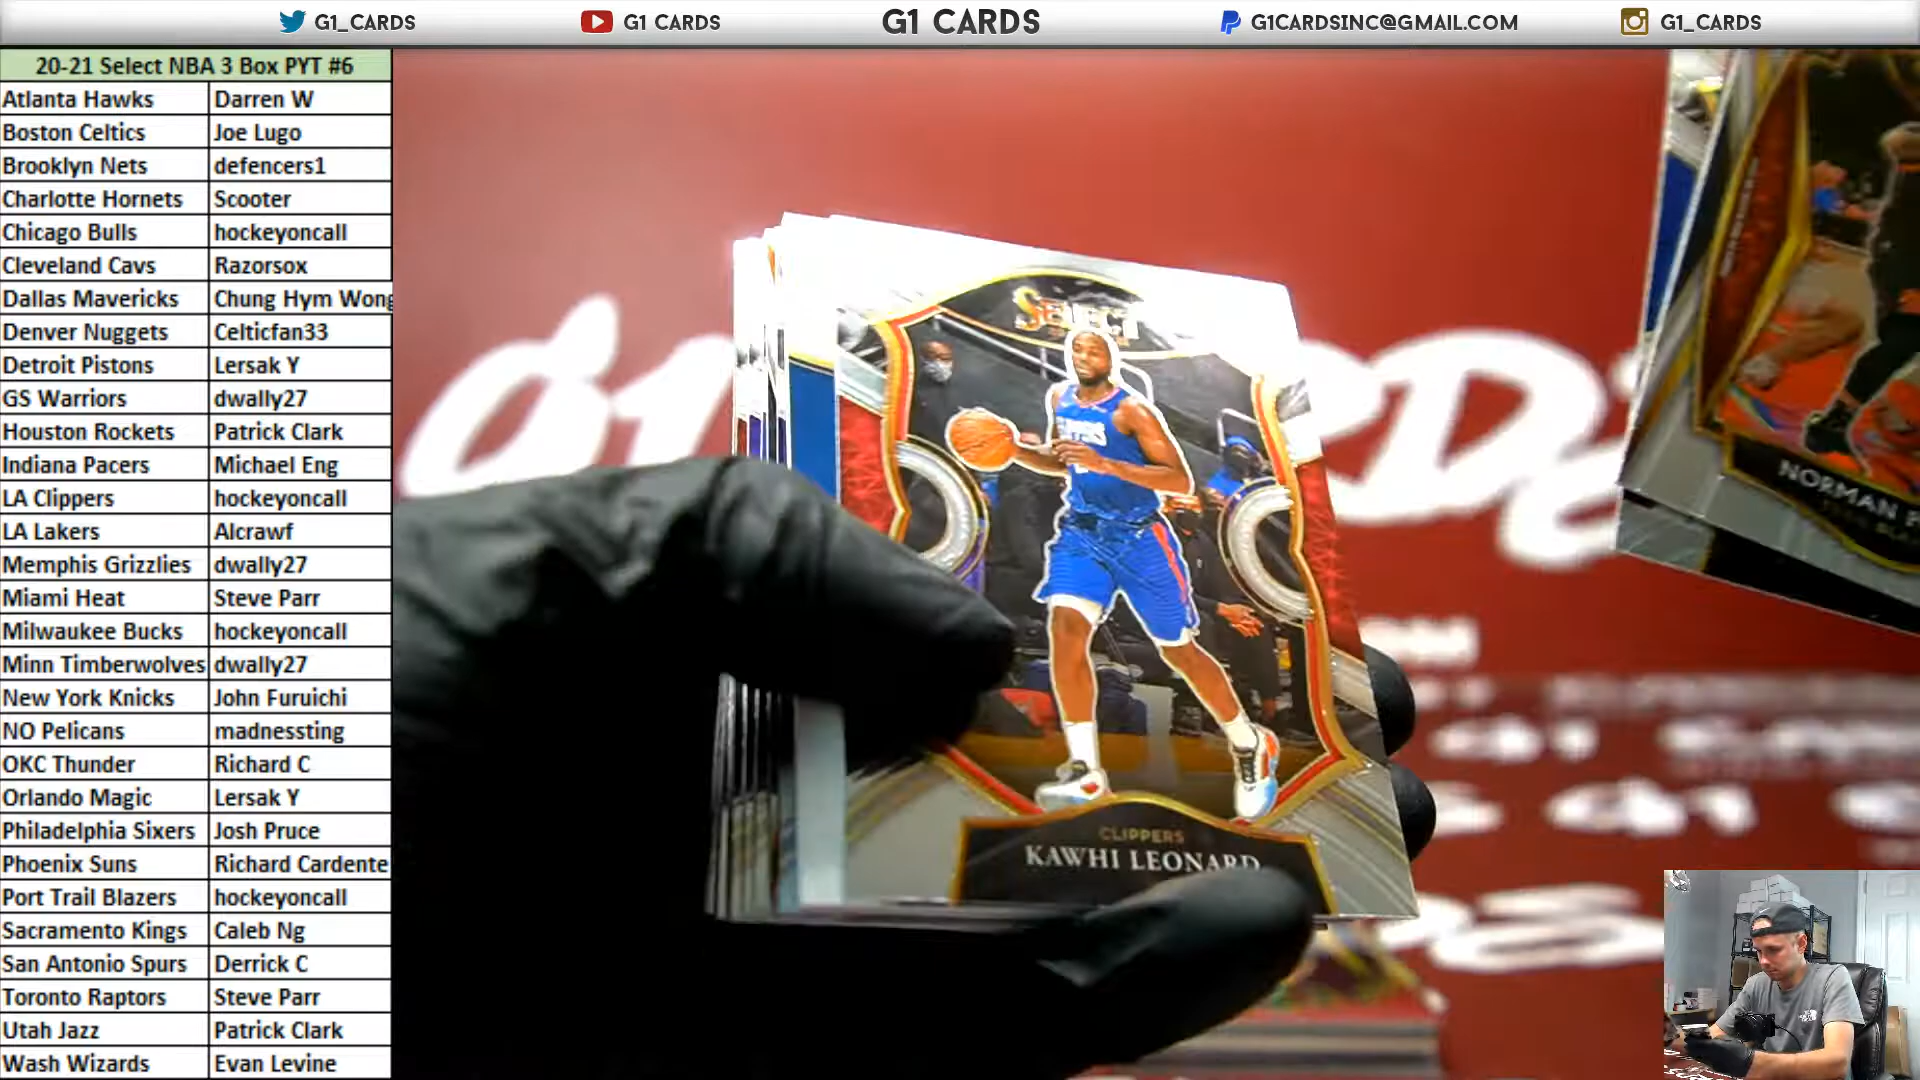 G1_CARDS G1 CARDS G1 CARDS G1CARDSINC@GMAIL.COM G1_CARDS
20-21 Select NBA 3 Box PYT #6
Atlanta Hawks Darren W
Boston Celtics Joe Lugo
Brooklyn Nets defencers1
Charlotte Hornets Scooter
Chicago Bulls hockeyoncall
Cleveland Cavs Razorsox
Dallas Mavericks Chung Hym Wong
Denver Nuggets Celticfan33
Detroit Pistons Lersak Y
GS Warriors dwally27
Houston Rockets Patrick Clark
Indiana Pacers Michael Eng
LA Clippers hockeyoncall
LA Lakers Alcrawf
Memphis Grizzlies dwally27
Miami Heat Steve Parr
Milwaukee Bucks hockeyoncall
Minn Timberwolves dwally27
New York Knicks John Furuichi
NO Pelicans madnessting
OKC Thunder Richard C
Orlando Magic Lersak Y
Philadelphia Sixers Josh Pruce
Phoenix Suns Richard Cardente
Port Trail Blazers hockeyoncall
Sacramento Kings Caleb Ng
San Antonio Spurs Derrick C
Toronto Raptors Steve Parr
Utah Jazz Patrick Clark
Wash Wizards Evan Levine
SELECT
CLIPPERS
CLIPPERS
KAWHI LEONARD
NORMAN